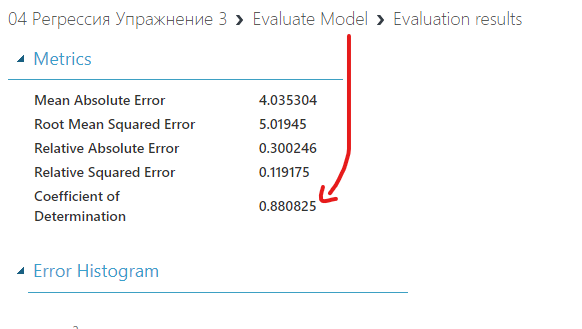 04 Регрессия Упражнение 3 › Evaluate Model › Evaluation results
Metrics
Mean Absolute Error 4.035304
Root Mean Squared Error 5.01945
Relative Absolute Error 0.300246
Relative Squared Error 0.119175
Coefficient of
Determination 0.880825
Error Histogram